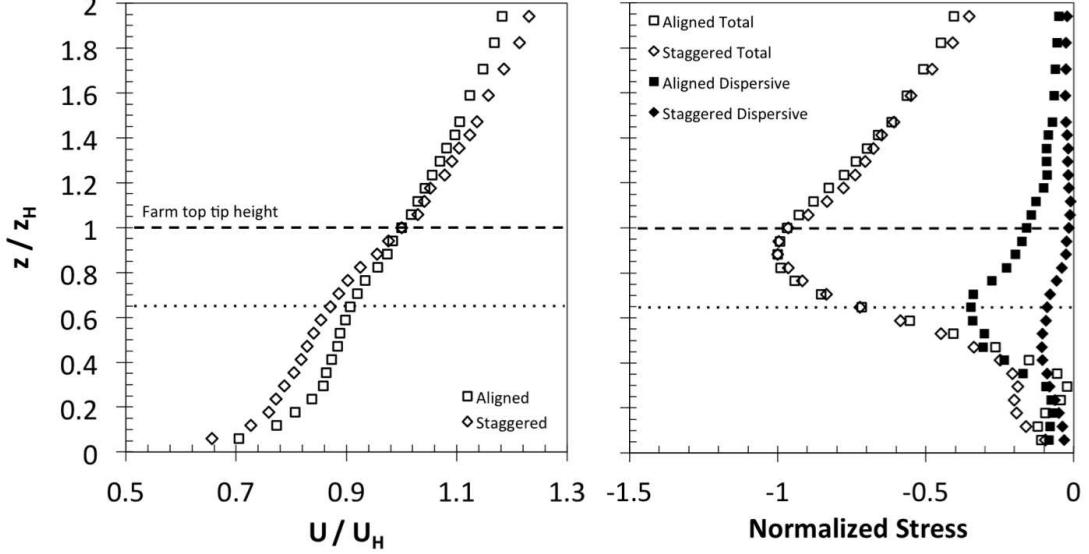 2
1.8
1.6
1.4
1.2
1
0.8
0.6
0.4
0.2
0
z / zH
Farm top tip height
Aligned
Staggered
0.5 0.7 0.9 1.1 1.3
U / UH
Aligned Total
Staggered Total
Aligned Dispersive
Staggered Dispersive
-1.5 -1 -0.5 0
Normalized Stress